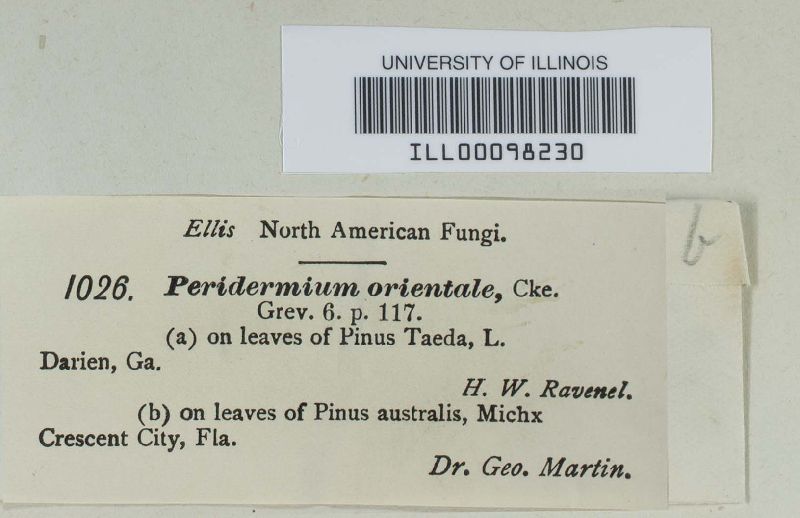 UNIVERSITY OF ILLINOIS
ILL00098230
Ellis North American Fungi.
b
1026. Peridermium orientale, Cke.
Grev. 6. p. 117.
(a) on leaves of Pinus Taeda, L.
Darien, Ga.
H. W. Ravenel.
(b) on leaves of Pinus australis, Michx
Crescent City, Fla.
Dr. Geo. Martin.